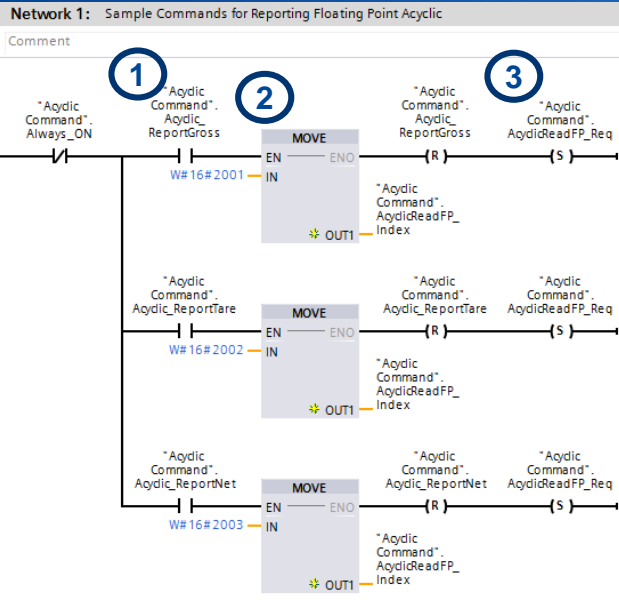 Network 1: Sample Commands for Reporting Floating Point Acyclic
Comment
1
2
3
"Acyclic
Command".
Always_ON
"Acyclic
Command".
Acyclic_
ReportGross
MOVE
EN
ENO
W#16#2001
IN
OUT1
"Acyclic
Command".
AcyclicReadFP_
Index
"Acyclic
Command".
Acyclic_
ReportGross
R
"Acyclic
Command".
AcyclicReadFP_Req
S
"Acyclic
Command".
Acyclic_ReportTare
MOVE
EN
ENO
W#16#2002
IN
OUT1
"Acyclic
Command".
AcyclicReadFP_
Index
"Acyclic
Command".
Acyclic_ReportTare
R
"Acyclic
Command".
AcyclicReadFP_Req
S
"Acyclic
Command".
Acyclic_ReportNet
MOVE
EN
ENO
W#16#2003
IN
OUT1
"Acyclic
Command".
AcyclicReadFP_
Index
"Acyclic
Command".
Acyclic_ReportNet
R
"Acyclic
Command".
AcyclicReadFP_Req
S